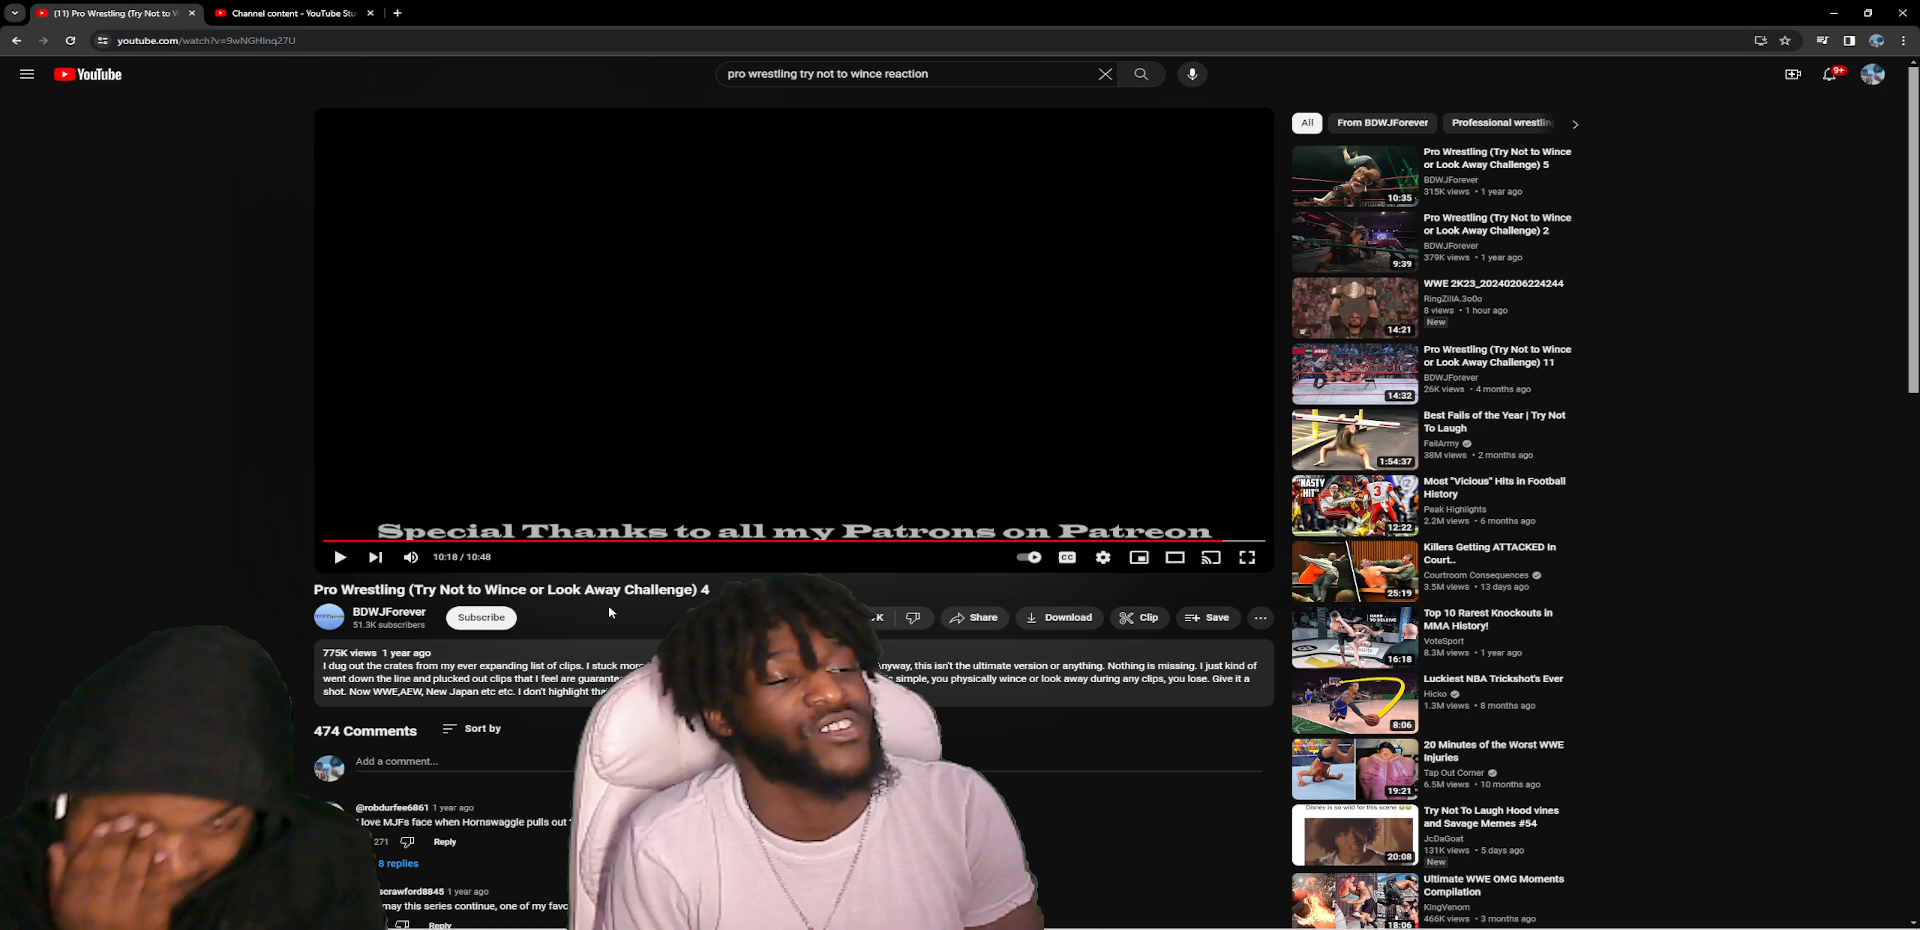 (11) Pro Wrestling (Try Not to W
Channel content - YouTube Stu
youtube.com/watch?v=9wNGHInq27U
YouTube
pro wrestling try not to wince reaction
9+
Special Thanks to all my Patrons on Patreon
10:18 / 10:48
CC
Pro Wrestling (Try Not to Wince or Look Away Challenge) 4
BDWJForever
51.3K subscribers
Subscribe
K
Share
Download
Clip
Save
775K views 1 year ago
I dug out the crates from my ever expanding list of clips. I stuck more nyway, this isn't the ultimate version or anything. Nothing is missing. I just kind of
went down the line and plucked out clips that I feel are guarante simple, you physically wince or look away during any clips, you lose. Give it a
shot. Now WWE,AEW, New Japan etc etc. I don't highlight tha
474 Comments
Sort by
Add a comment...
@robdurfee6861 1 year ago
love MJFs face when Hornswaggle pulls out
271
Reply
8 replies
scrawford8845 1 year ago
may this series continue, one of my favo
Reply
All
From BDWJForever
Professional wrestling
Pro Wrestling (Try Not to Wince
or Look Away Challenge) 5
BDWJForever
315K views • 1 year ago
10:35
Pro Wrestling (Try Not to Wince
or Look Away Challenge) 2
BDWJForever
379K views • 1 year ago
9:39
WWE 2K23_20240206224244
RingZillA.3o0o
8 views • 1 hour ago
New
14:21
Pro Wrestling (Try Not to Wince
or Look Away Challenge) 11
BDWJForever
26K views • 4 months ago
14:32
Best Fails of the Year | Try Not
To Laugh
FailArmy
38M views • 2 months ago
1:54:37
"NASTY
HIT"
Most "Vicious" Hits in Football
History
Peak Highlights
2.2M views • 6 months ago
12:22
Killers Getting ATTACKED In
Court..
Courtroom Consequences
3.5M views • 13 days ago
25:19
Top 10 Rarest Knockouts in
MMA History!
VoteSport
8.3M views • 1 year ago
16:18
Luckiest NBA Trickshot's Ever
Hicko
1.3M views • 8 months ago
8:06
20 Minutes of the Worst WWE
Injuries
Tap Out Corner
6.5M views • 10 months ago
19:21
Disney is so wild for this scene
Try Not To Laugh Hood vines
and Savage Memes #54
JcDaGoat
131K views • 5 days ago
New
20:08
Ultimate WWE OMG Moments
Compilation
KingVenom
466K views • 3 months ago
18:06